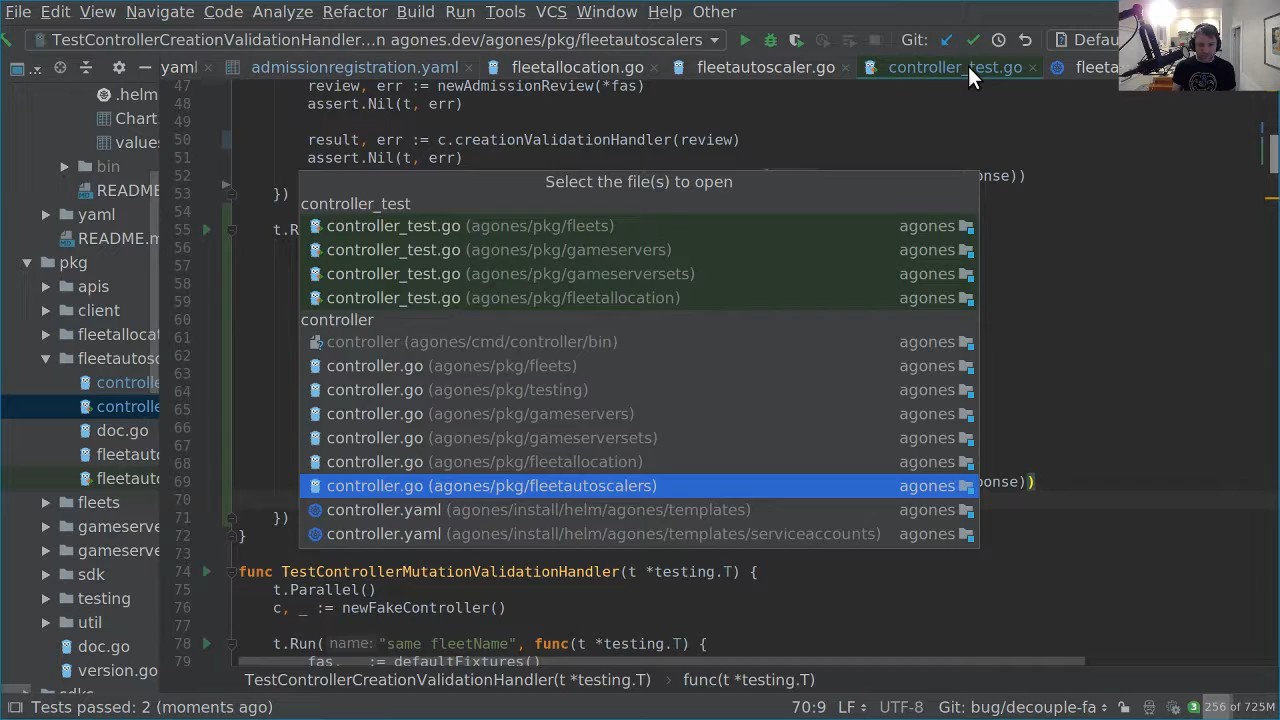 File Edit View Navigate Code Analyze Refactor Build Run Tools VCS Window Help Other
TestControllerCreationValidationHandler...n agones.dev/agones/pkg/fleetautoscalers Git: Defau
yaml admissionregistration.yaml fleetallocation.go fleetautoscaler.go controller_test.go fleeta
.helm
Chart.
values
bin
README
yaml
README.m
pkg
apis
client
fleetalloca
fleetautosc
controlle
controlle
doc.go
fleetauto
fleetauto
fleets
gameserve
gameserve
sdk
testing
util
doc.go
version.go
sdks
47 review, err := newAdmissionReview(*fas)
48 assert.Nil(t, err)
49
50 result, err := c.creationValidationHandler(review)
51 assert.Nil(t, err)
52 onse))
53 })
54
55 t.R
56
57
58
59
60
61
62
63
64
65
66
67
68
69 onse))
70
71 })
72 }
73
74 func TestControllerMutationValidationHandler(t *testing.T) {
75 t.Parallel()
76 c, _ := newFakeController()
77
78 t.Run( name: "same fleetName", func(t *testing.T) {
79 fas, _ := defaultFixtures()
Select the file(s) to open
controller_test
controller_test.go (agones/pkg/fleets) agones
controller_test.go (agones/pkg/gameservers) agones
controller_test.go (agones/pkg/gameserversets) agones
controller_test.go (agones/pkg/fleetallocation) agones
controller
controller (agones/cmd/controller/bin) agones
controller.go (agones/pkg/fleets) agones
controller.go (agones/pkg/testing) agones
controller.go (agones/pkg/gameservers) agones
controller.go (agones/pkg/gameserversets) agones
controller.go (agones/pkg/fleetallocation) agones
controller.go (agones/pkg/fleetautoscalers) agones
controller.yaml (agones/install/helm/agones/templates) agones
controller.yaml (agones/install/helm/agones/templates/serviceaccounts) agones
TestControllerCreationValidationHandler(t *testing.T) › func(t *testing.T)
Tests passed: 2 (moments ago) 70:9 LF UTF-8 Git: bug/decouple-fa 3 256 of 725M